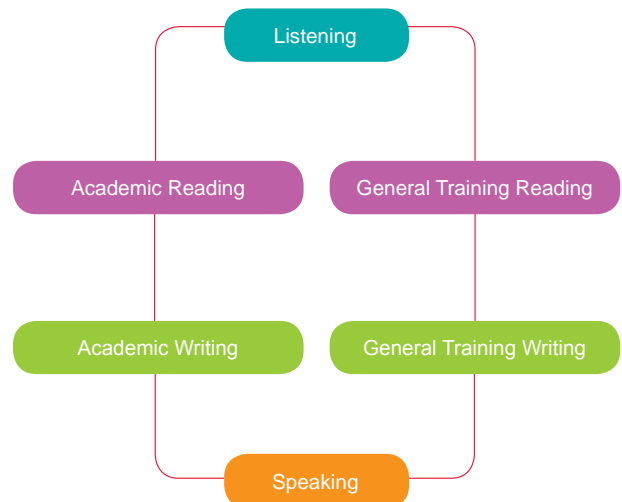 Listening
Academic Reading
General Training Reading
Academic Writing
General Training Writing
Speaking